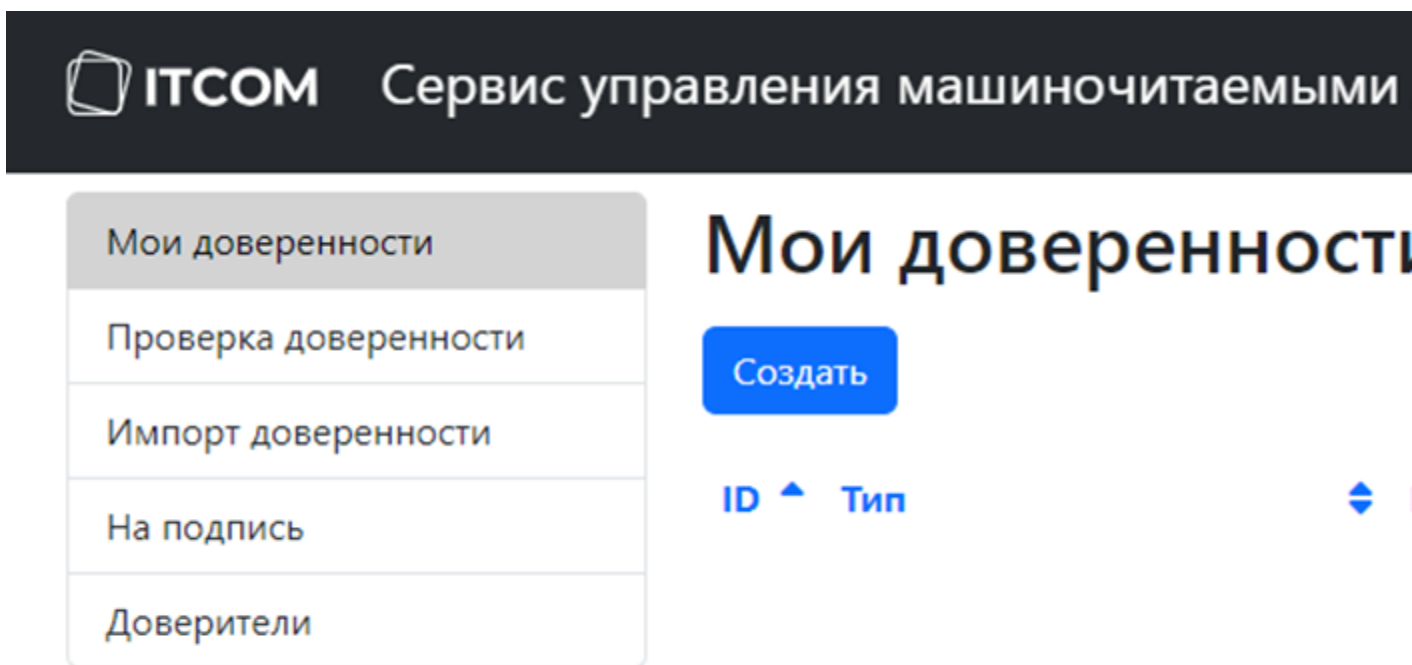 ITCOM Сервис управления машиночитаемыми
Мои доверенности
Проверка доверенности
Импорт доверенности
На подпись
Доверители
Мои доверенности
Создать
ID Тип